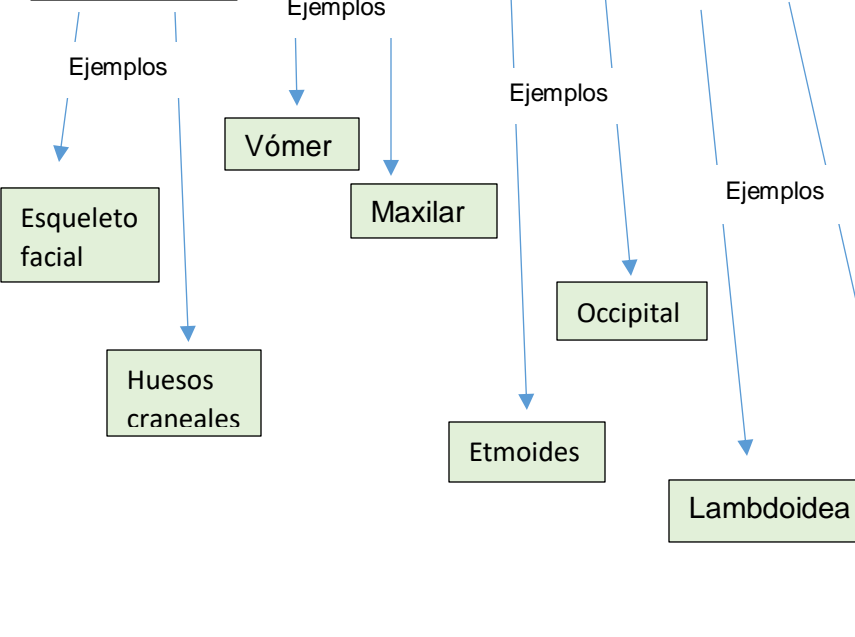 Ejemplos
Ejemplos
Ejemplos
Vómer
Ejemplos
Maxilar
Esqueleto
facial
Occipital
Huesos
craneales
Etmoides
Lambdoidea